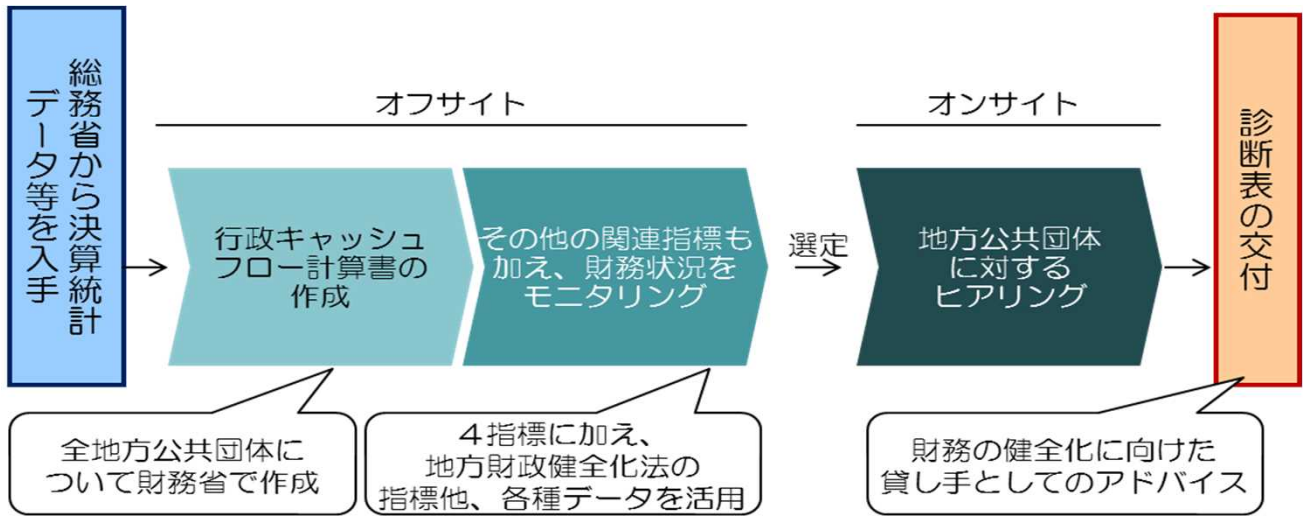 総務省から決算統計
データ等を入手
オフサイト
行政キャッシュ
フロー計算書の
作成
その他の関連指標も
加え、財務状況を
モニタリング
選定
オンサイト
地方公共団体
に対する
ヒアリング
診断表の交付
全地方公共団体に
ついて財務省で作成
４指標に加え、
地方財政健全化法の
指標他、各種データを活用
財務の健全化に向けた
貸し手としてのアドバイス